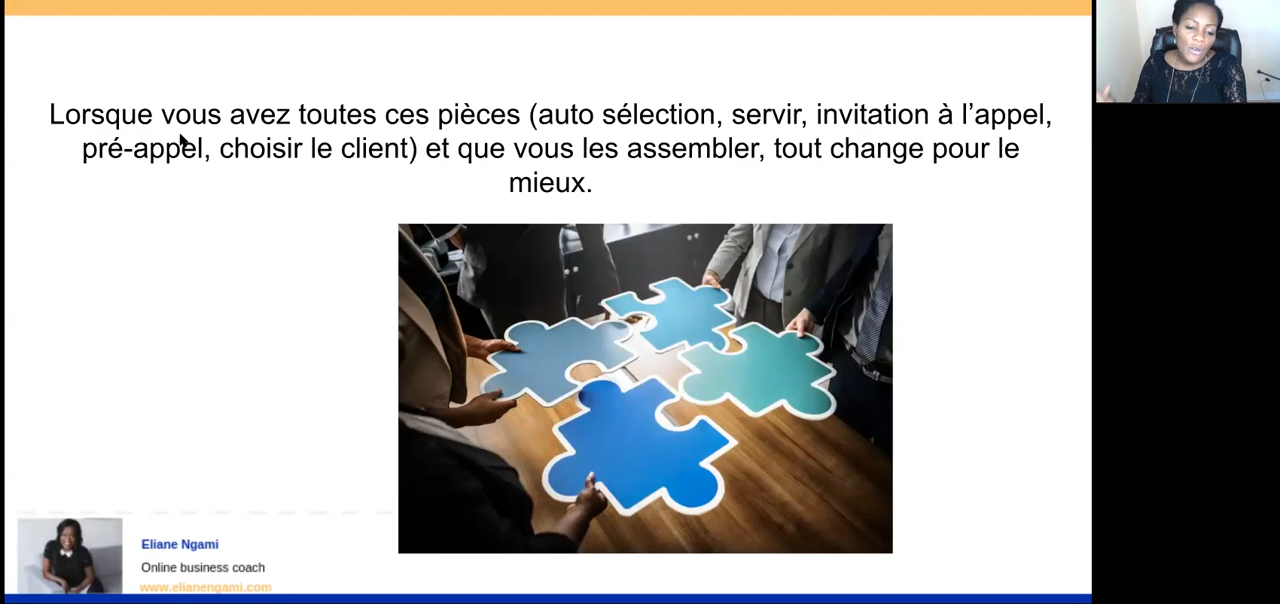 Lorsque vous avez toutes ces pièces (auto sélection, servir, invitation à l’appel,
pré-appel, choisir le client) et que vous les assembler, tout change pour le
mieux.
Eliane Ngami
Online business coach
www.elianengami.com